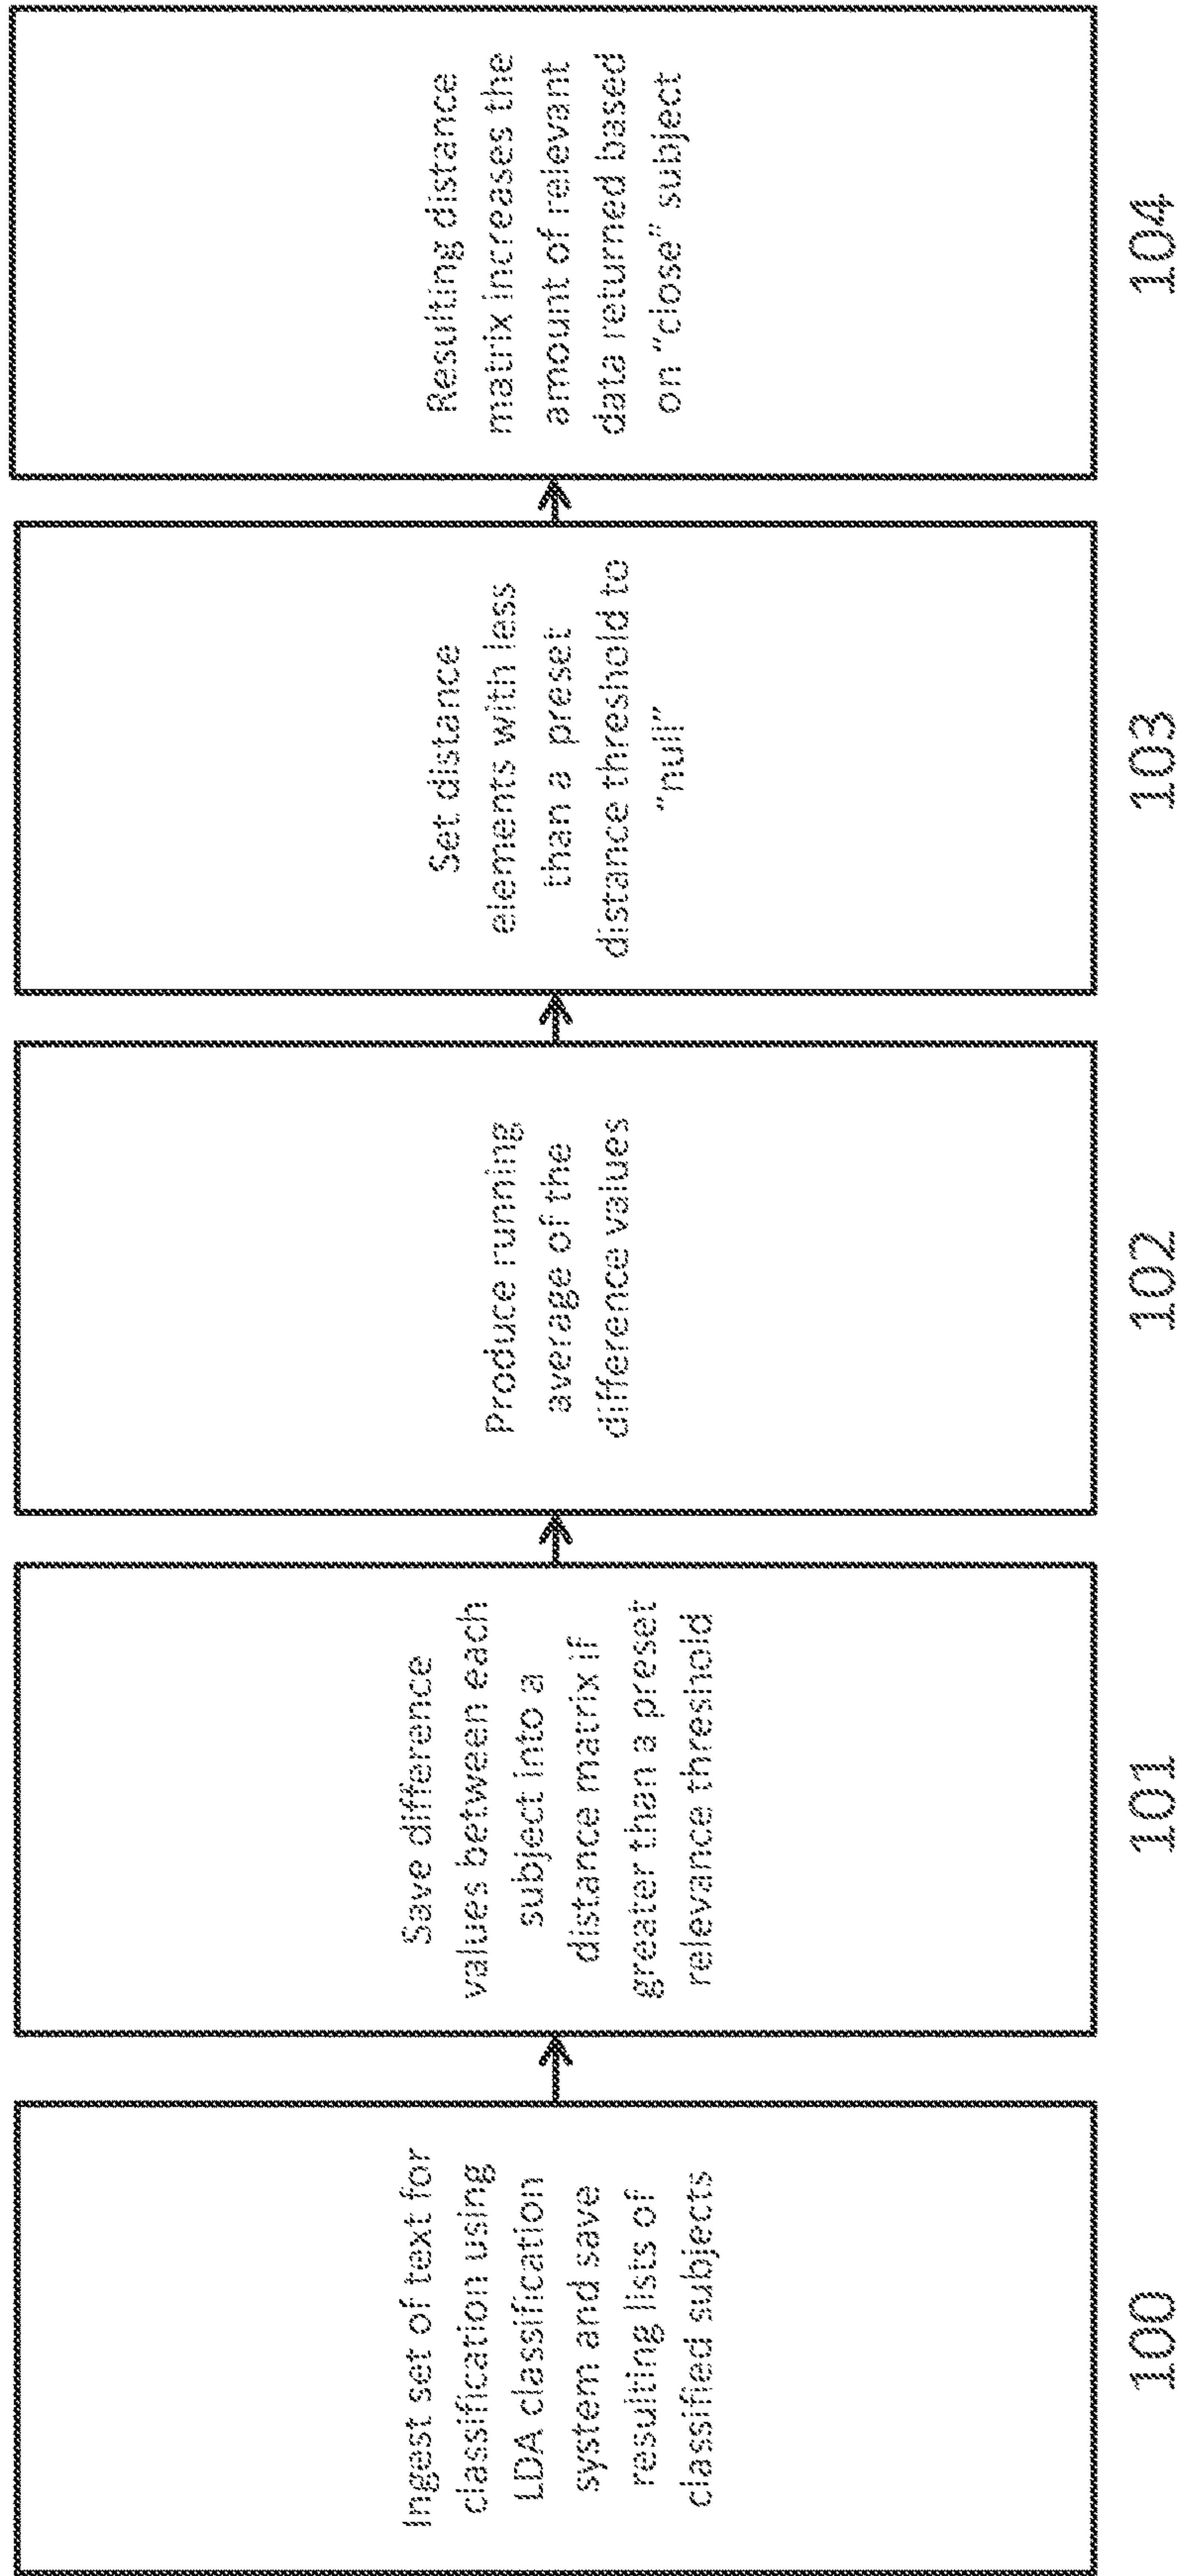 Ingest set of text for
classification using
LDA classification
system and save
resulting lists of
classified subjects
100
Save difference
values between each
subject into a
distance matrix if
greater than a preset
relevance threshold
101
Produce running
average of the
difference values
102
Set distance
elements with less
than a preset
distance threshold to
"null"
103
Resulting distance
matrix increases the
amount of relevant
data returned based
on "close" subject
104